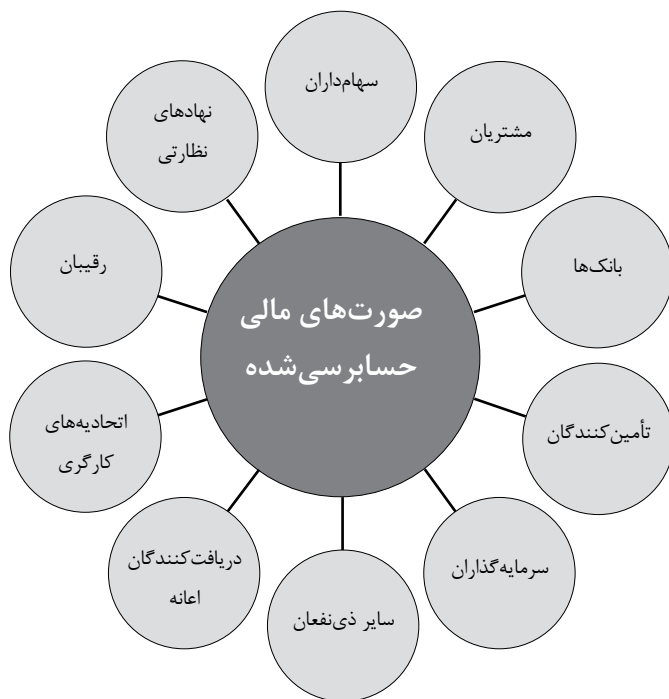 صورت‌های مالی
حسابرسی‌شده
سهام‌داران
مشتریان
بانک‌ها
تأمین‌کنندگان
سرمایه‌گذاران
سایر ذی‌نفعان
دریافت‌کنندگان
اعانه
اتحادیه‌های
کارگری
رقیبان
نهادهای
نظارتی